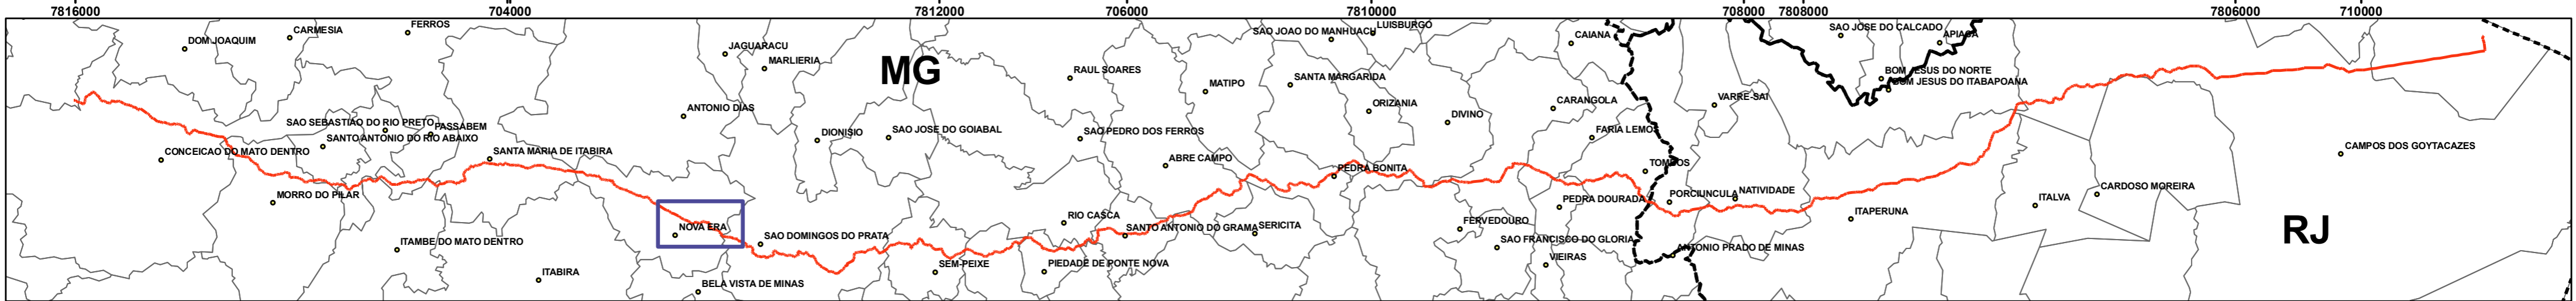 7816000
704000
7812000
706000
7810000
708000
7808000
7806000
710000
DOM JOAQUIM
CARMESIA
FERROS
JAGUARACU
MARLIERIA
MG
RAUL SOARES
MATIPO
SAO JOAO DO MANHUACU
LUISBURGO
SANTA MARGARIDA
ORIZANIA
CAIANA
CARANGOLA
DIVINO
FARIA LEMOS
VARRE-SAI
SAO JOSE DO CALCADO
APIACA
BOM JESUS DO NORTE
BOM JESUS DO ITABAPOANA
ANTONIO DIAS
DIONISIO
SAO JOSE DO GOIABAL
SAO PEDRO DOS FERROS
ABRE CAMPO
SAO SEBASTIAO DO RIO PRETO
PASSABEM
SANTO ANTONIO DO RIO ABAIXO
CONCEICAO DO MATO DENTRO
SANTA MARIA DE ITABIRA
PEDRA BONITA
TOMBOS
CAMPOS DOS GOYTACAZES
MORRO DO PILAR
PORCIUNCULA
NATIVIDADE
PEDRA DOURADA
ITAPERUNA
ITALVA
CARDOSO MOREIRA
RJ
NOVA ERA
SAO DOMINGOS DO PRATA
RIO CASCA
SANTO ANTONIO DO GRAMA
SERICITA
FERVEDOURO
SAO FRANCISCO DO GLORIA
ANTONIO PRADO DE MINAS
ITAMBE DO MATO DENTRO
ITABIRA
BELA VISTA DE MINAS
SEM-PEIXE
PIEDADE DE PONTE NOVA
VIEIRAS